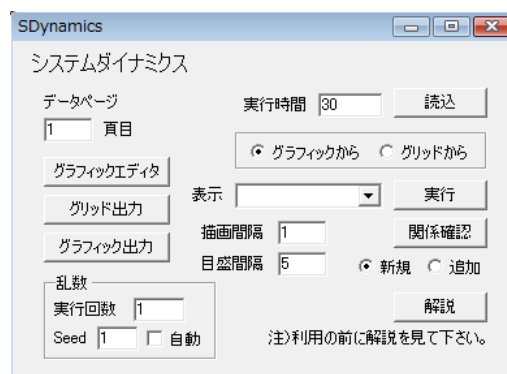 SDynamics
システムダイナミクス
データページ
1 頁目
実行時間 30 読込
グラフィックから グリッドから
グラフィックエディタ
グリッド出力
グラフィック出力
表示 実行
描画間隔 1 関係確認
目盛間隔 5 新規 追加
乱数
実行回数 1
Seed 1 自動
解説
注)利用の前に解説を見て下さい。